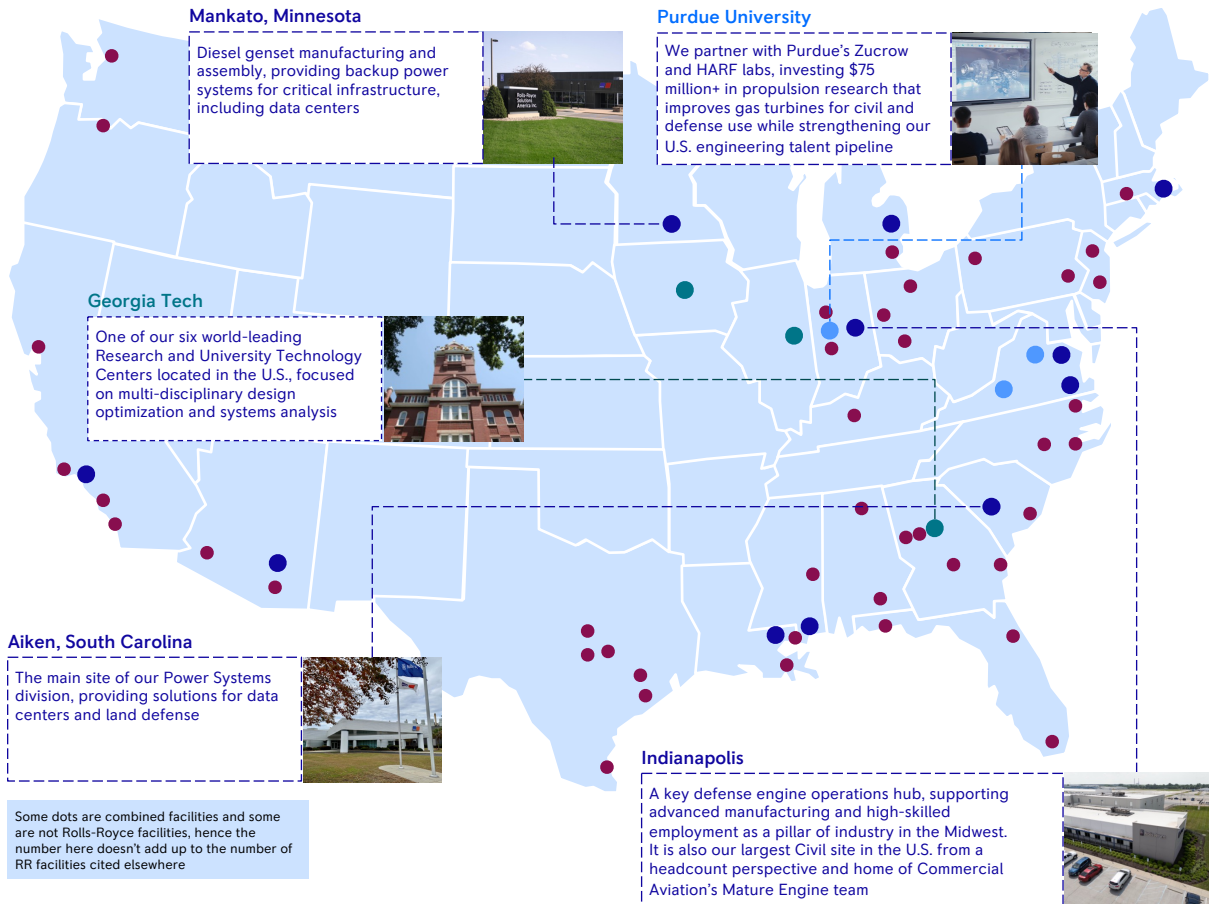 Mankato, Minnesota
Diesel genset manufacturing and
assembly, providing backup power
systems for critical infrastructure,
including data centers
Rolls-Royce
Solutions
America Inc.
Purdue University
We partner with Purdue's Zucrow
and HARF labs, investing $75
million+ in propulsion research that
improves gas turbines for civil and
defense use while strengthening our
U.S. engineering talent pipeline
Georgia Tech
One of our six world-leading
Research and University Technology
Centers located in the U.S., focused
on multi-disciplinary design
optimization and systems analysis
Aiken, South Carolina
The main site of our Power Systems
division, providing solutions for data
centers and land defense
Indianapolis
A key defense engine operations hub, supporting
advanced manufacturing and high-skilled
employment as a pillar of industry in the Midwest.
It is also our largest Civil site in the U.S. from a
headcount perspective and home of Commercial
Aviation's Mature Engine team
Some dots are combined facilities and some
are not Rolls-Royce facilities, hence the
number here doesn't add up to the number of
RR facilities cited elsewhere